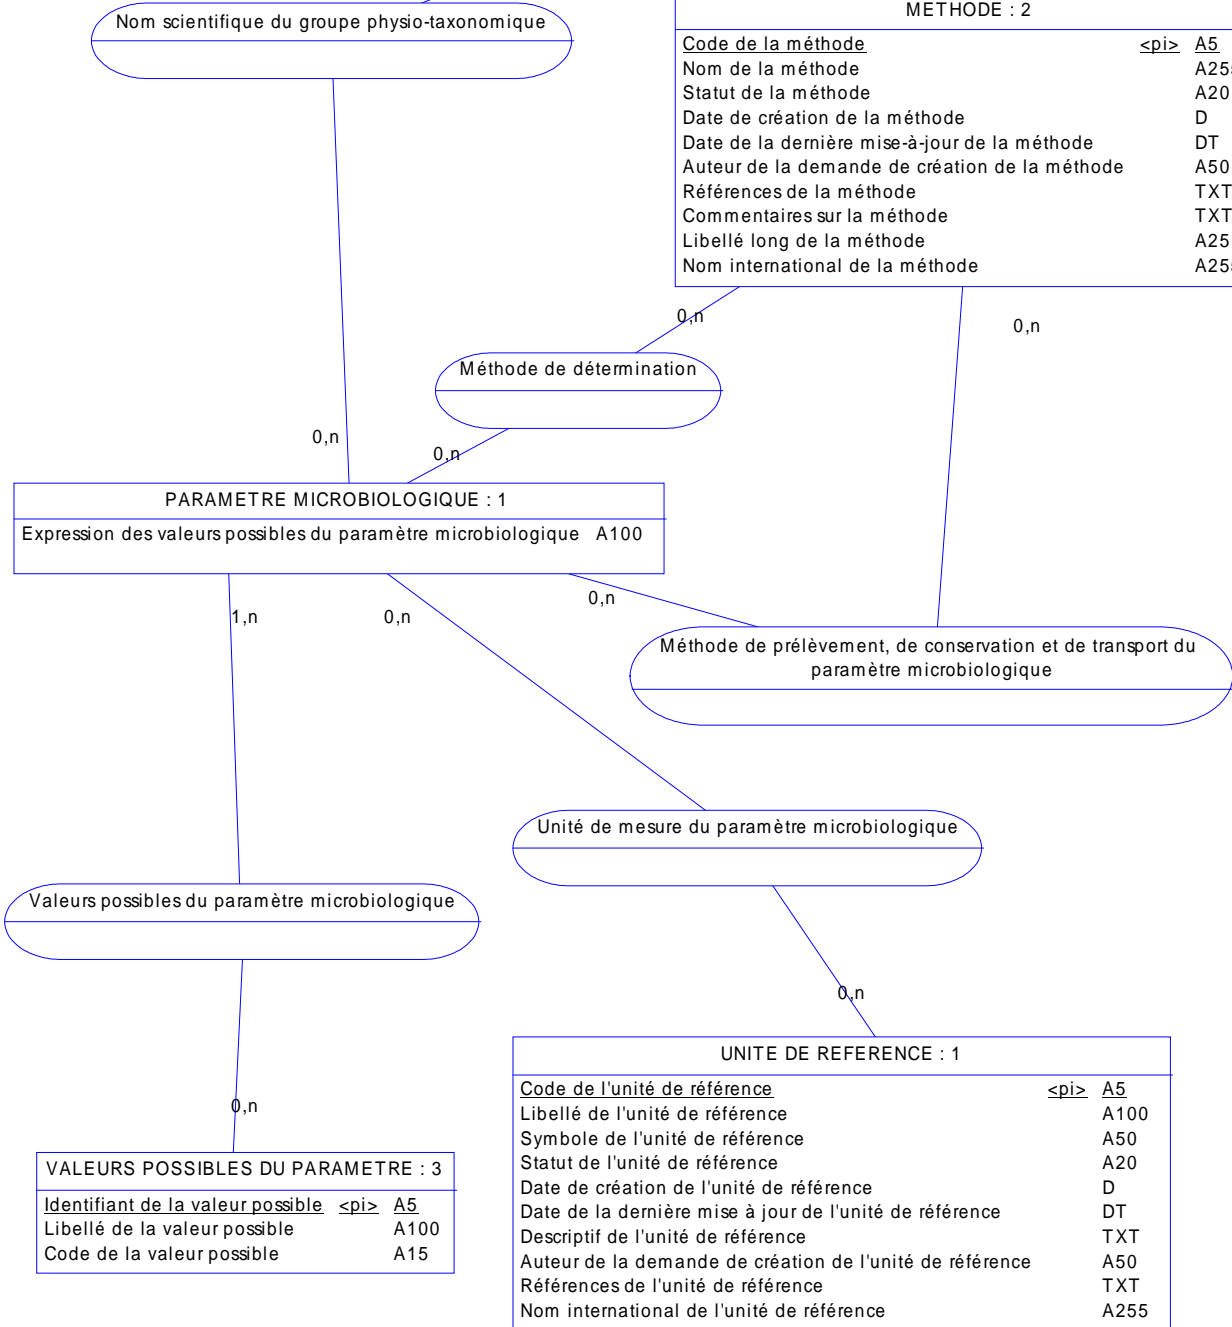 Nom scientifique du groupe physio-taxonomique
METHODE : 2
Code de la méthode <pi> A5
Nom de la méthode A25
Statut de la méthode A20
Date de création de la méthode D
Date de la dernière mise-à-jour de la méthode DT
Auteur de la demande de création de la méthode A50
Références de la méthode TXT
Commentaires sur la méthode TXT
Libellé long de la méthode A25
Nom international de la méthode A25
0,n
0,n
Méthode de détermination
0,n
0,n
PARAMETRE MICROBIOLOGIQUE : 1
Expression des valeurs possibles du paramètre microbiologique A100
1,n
0,n
0,n
Méthode de prélèvement, de conservation et de transport du
paramètre microbiologique
Unité de mesure du paramètre microbiologique
Valeurs possibles du paramètre microbiologique
0,n
0,n
UNITE DE REFERENCE : 1
Code de l'unité de référence <pi> A5
Libellé de l'unité de référence A100
Symbole de l'unité de référence A50
Statut de l'unité de référence A20
Date de création de l'unité de référence D
Date de la dernière mise à jour de l'unité de référence DT
Descriptif de l'unité de référence TXT
Auteur de la demande de création de l'unité de référence A50
Références de l'unité de référence TXT
Nom international de l'unité de référence A255
VALEURS POSSIBLES DU PARAMETRE : 3
Identifiant de la valeur possible <pi> A5
Libellé de la valeur possible A100
Code de la valeur possible A15